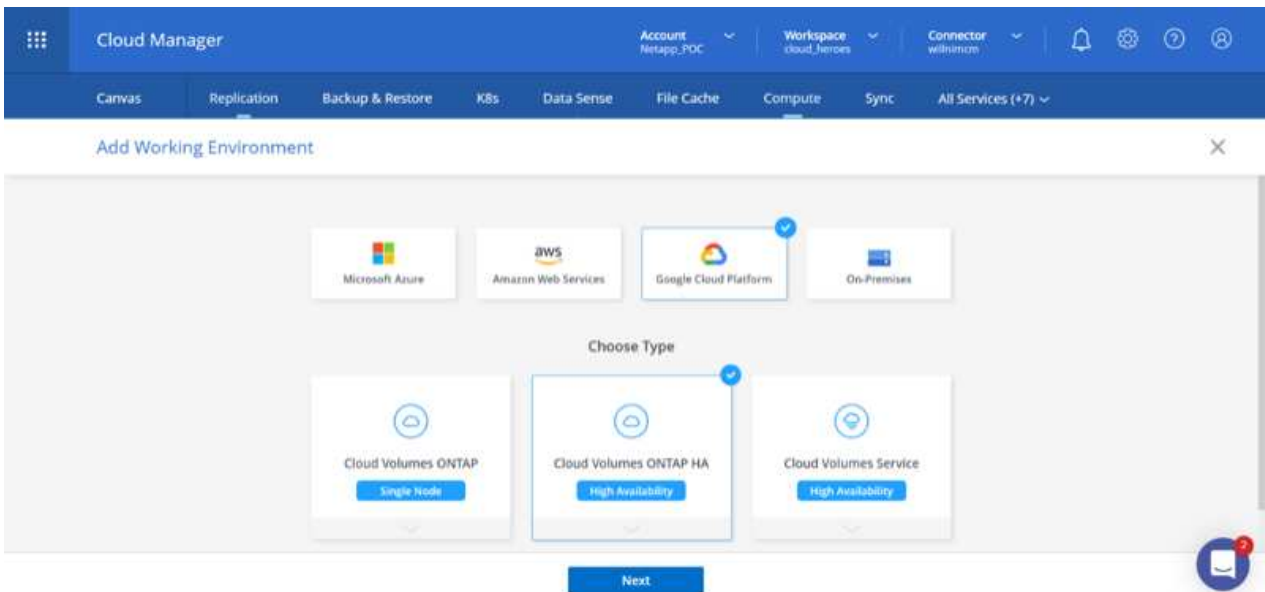 Cloud Manager
Account
Netapp_POC
Workspace
cloud_heroes
Connector
willnimcm
Canvas Replication Backup & Restore K8s Data Sense File Cache Compute Sync All Services (+7)
Add Working Environment
Microsoft Azure
aws
Amazon Web Services
Google Cloud Platform
On-Premises
Choose Type
Cloud Volumes ONTAP
Single Node
Cloud Volumes ONTAP HA
High Availability
Cloud Volumes Service
High Availability
Next